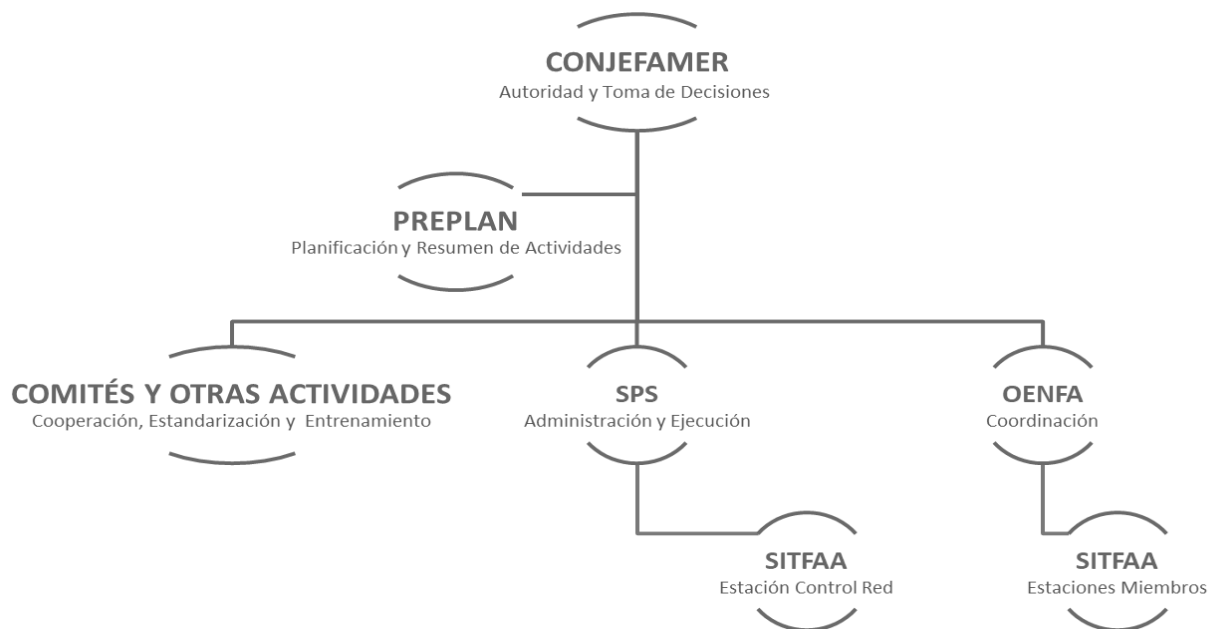 CONJEFAMER
Autoridad y Toma de Decisiones
PREPLAN
Planificación y Resumen de Actividades
COMITÉS Y OTRAS ACTIVIDADES
Cooperación, Estandarización y Entrenamiento
SPS
Administración y Ejecución
OENFA
Coordinación
SITFAA
Estación Control Red
SITFAA
Estaciones Miembros